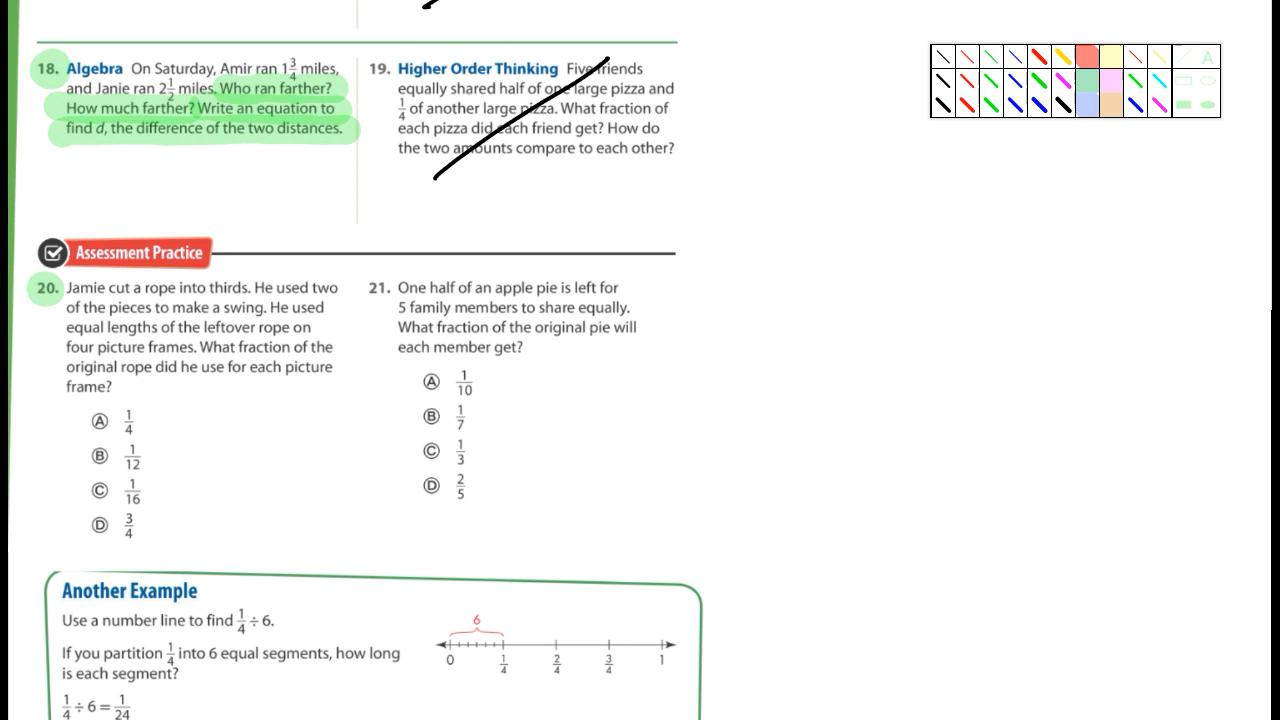 18. Algebra On Saturday, Amir ran 1 3/4 miles,
and Janie ran 2 1/2 miles. Who ran farther?
How much farther? Write an equation to
find d, the difference of the two distances.
19. Higher Order Thinking Five friends
equally shared half of one large pizza and
1/4 of another large pizza. What fraction of
each pizza did each friend get? How do
the two amounts compare to each other?
Assessment Practice
20. Jamie cut a rope into thirds. He used two
of the pieces to make a swing. He used
equal lengths of the leftover rope on
four picture frames. What fraction of the
original rope did he use for each picture
frame?
A 1/4
B 1/12
C 1/16
D 3/4
21. One half of an apple pie is left for
5 family members to share equally.
What fraction of the original pie will
each member get?
A 1/10
B 1/7
C 1/3
D 2/5
Another Example
Use a number line to find 1/4 ÷ 6.
If you partition 1/4 into 6 equal segments, how long
is each segment?
1/4 ÷ 6 = 1/24
6
0 1/4 2/4 3/4 1
A